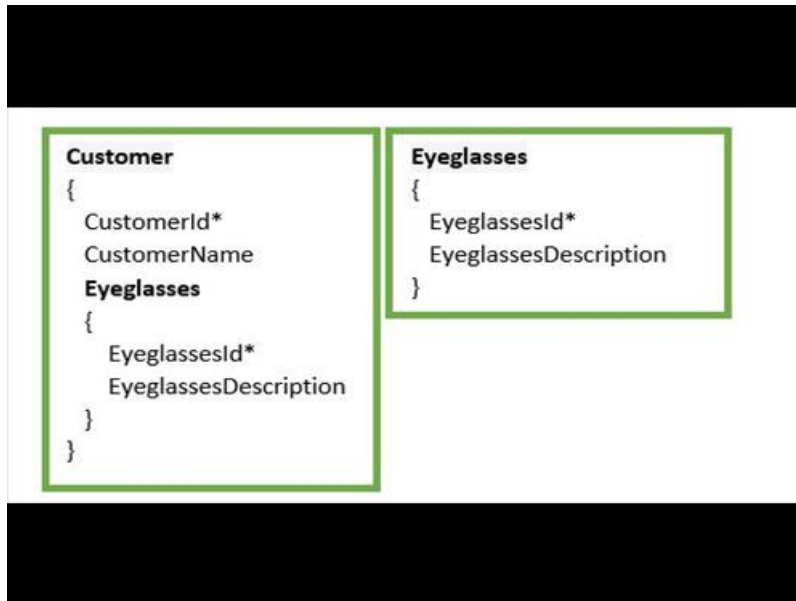 Customer
{
CustomerId*
CustomerName
Eyeglasses
{
EyeglassesId*
EyeglassesDescription
}
}
Eyeglasses
{
EyeglassesId*
EyeglassesDescription
}